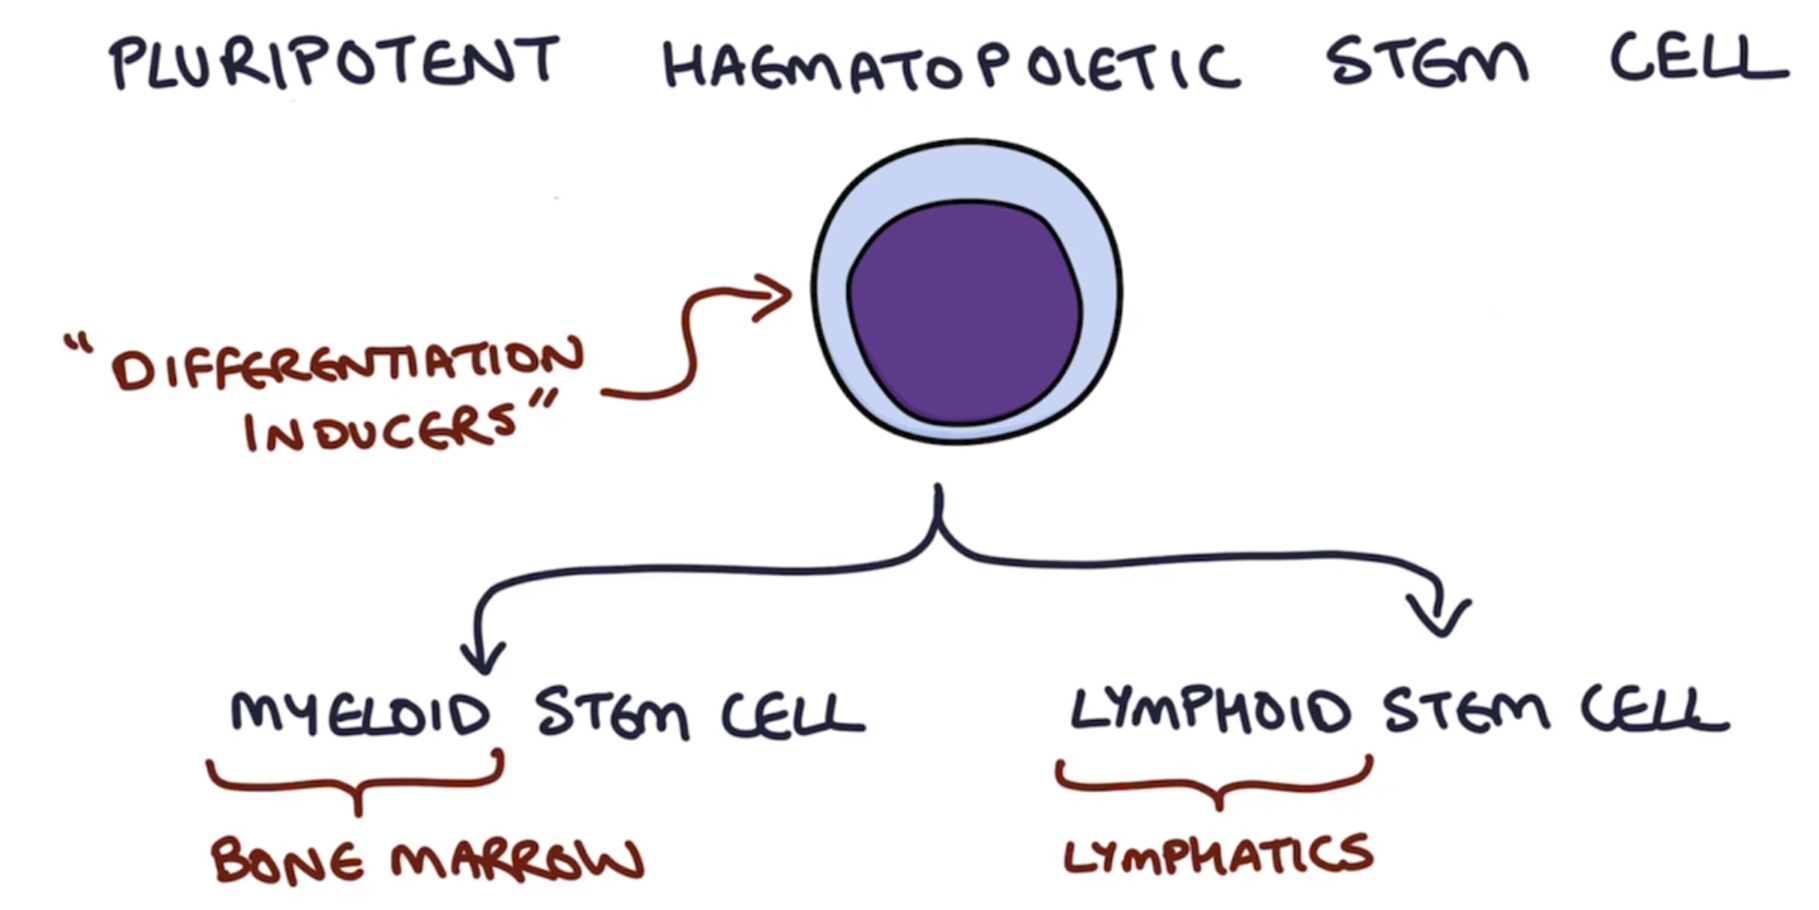 PLURIPOTENT HAEMATOPOIETIC STEM CELL
"DIFFERENTIATION
INDUCERS"
MYELOID STEM CELL
LYMPHOID STEM CELL
BONE MARROW
LYMPHATICS